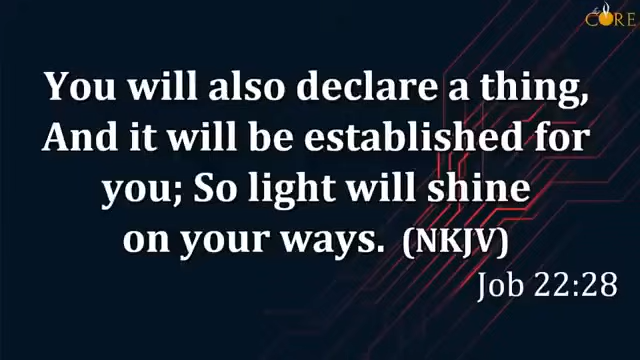 the CORE
You will also declare a thing,
And it will be established for
you; So light will shine
on your ways. (NKJV)
Job 22:28